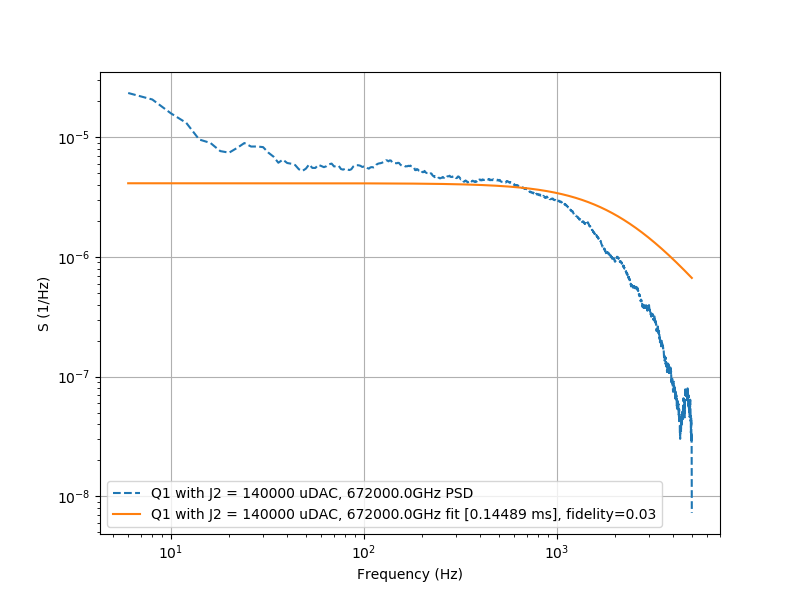 10⁻⁵
10⁻⁶
10⁻⁷
10⁻⁸
S (1/Hz)
Q1 with J2 = 140000 uDAC, 672000.0GHz PSD
Q1 with J2 = 140000 uDAC, 672000.0GHz fit [0.14489 ms], fidelity=0.03
10¹ 10² 10³
Frequency (Hz)